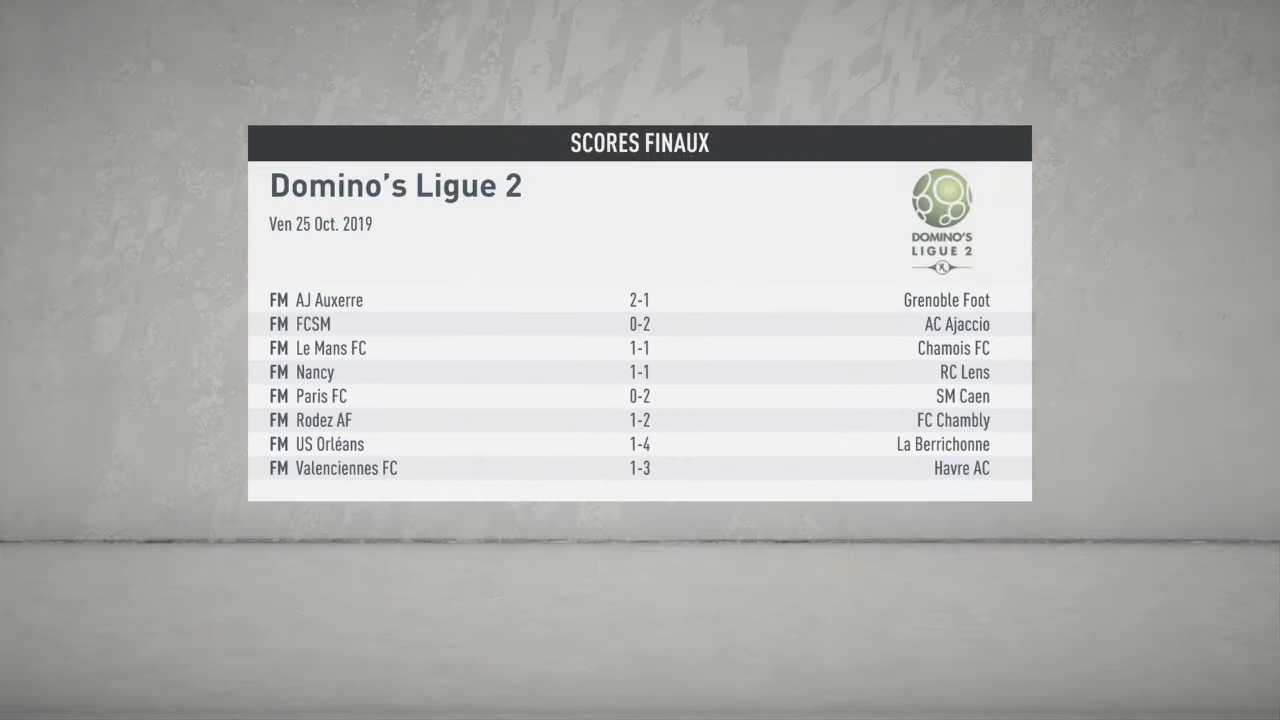 SCORES FINAUX
Domino's Ligue 2
Ven 25 Oct. 2019
DOMINO'S
LIGUE 2
FM AJ Auxerre 2-1 Grenoble Foot
FM FCSM 0-2 AC Ajaccio
FM Le Mans FC 1-1 Chamois FC
FM Nancy 1-1 RC Lens
FM Paris FC 0-2 SM Caen
FM Rodez AF 1-2 FC Chambly
FM US Orléans 1-4 La Berrichonne
FM Valenciennes FC 1-3 Havre AC